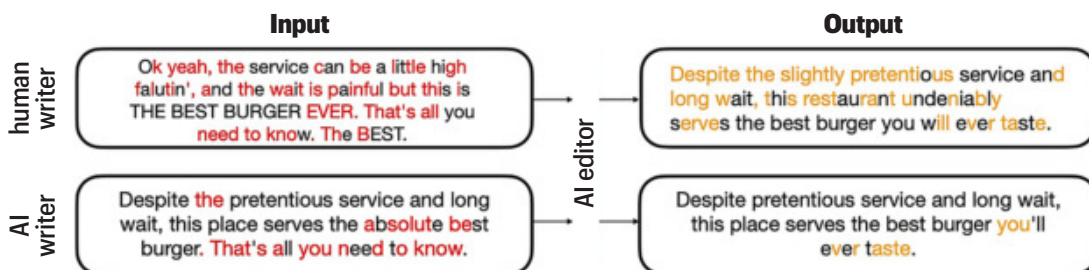 Input
Output
human
writer
Ok yeah, the service can be a little high
falutin', and the wait is painful but this is
THE BEST BURGER EVER. That's all you
need to know. The BEST.
AI editor
Despite the slightly pretentious service and
long wait, this restaurant undeniably
serves the best burger you will ever taste.
AI
writer
Despite the pretentious service and long
wait, this place serves the absolute best
burger. That's all you need to know.
Despite pretentious service and long wait,
this place serves the best burger you'll
ever taste.